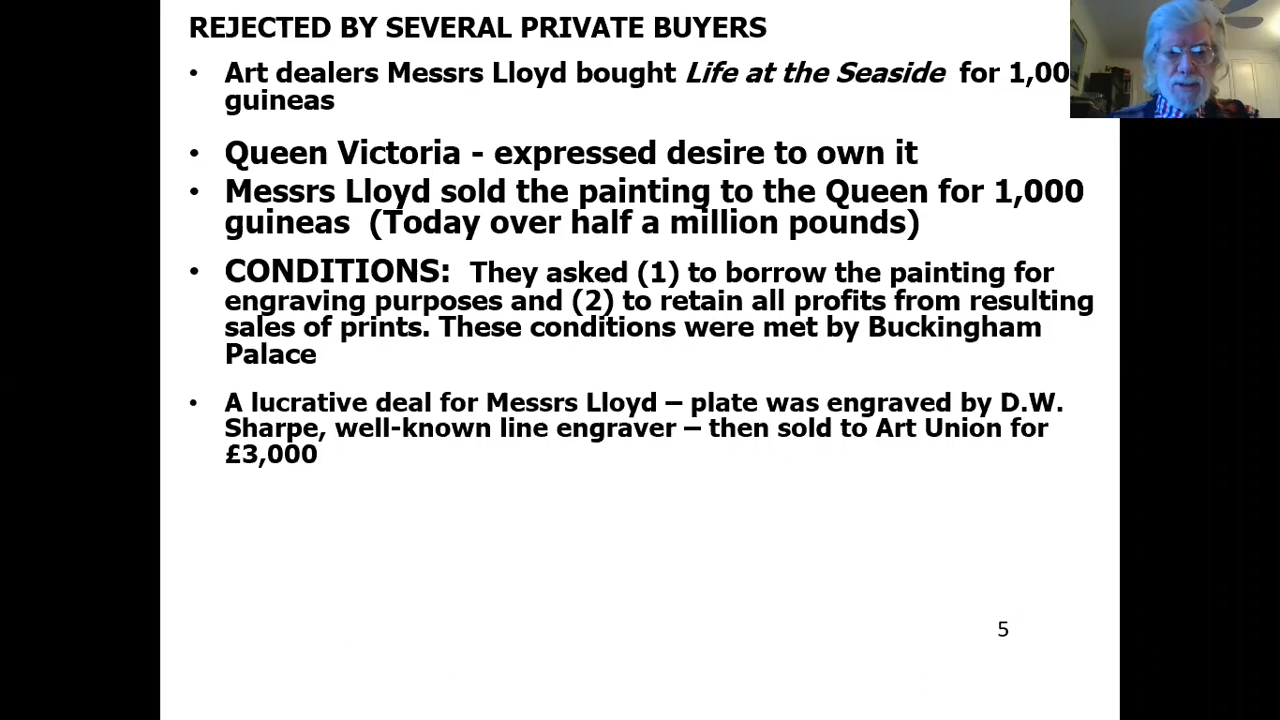 REJECTED BY SEVERAL PRIVATE BUYERS
• Art dealers Messrs Lloyd bought Life at the Seaside for 1,00
guineas
• Queen Victoria - expressed desire to own it
• Messrs Lloyd sold the painting to the Queen for 1,000
guineas (Today over half a million pounds)
• CONDITIONS: They asked (1) to borrow the painting for
engraving purposes and (2) to retain all profits from resulting
sales of prints. These conditions were met by Buckingham
Palace
• A lucrative deal for Messrs Lloyd – plate was engraved by D.W.
Sharpe, well-known line engraver – then sold to Art Union for
£3,000
5